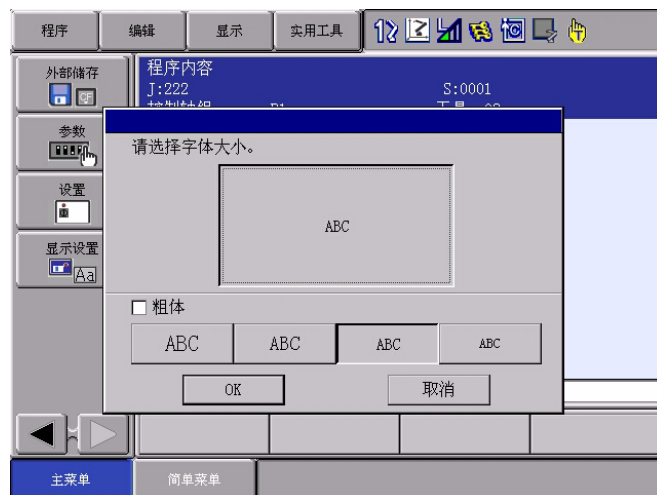 程序 编辑 显示 实用工具
外部储存
CF
程序内容
J:222 S:0001
参数
请选择字体大小。
设置
ABC
显示设置
Aa
粗体
ABC ABC ABC ABC
OK 取消
主菜单 简单菜单